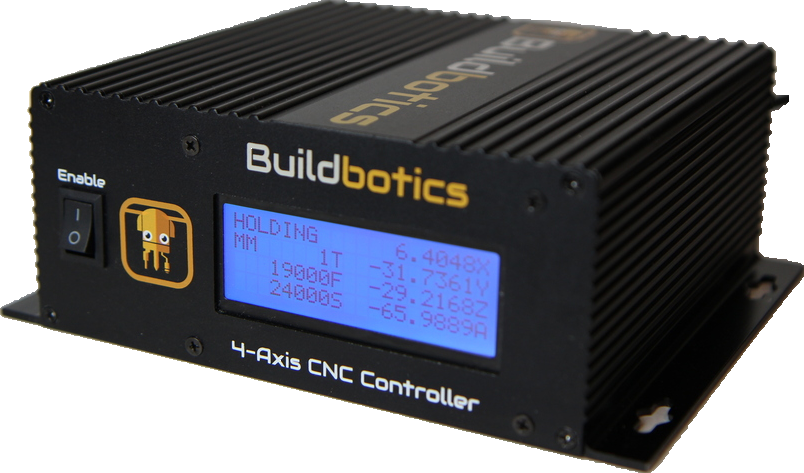 Buildbotics
Buildbotics
Enable
I
O
HOLDING 6.4048X
MM 1T -31.7361Y
19000F -29.2168Z
24000S -65.9889A
4-Axis CNC Controller